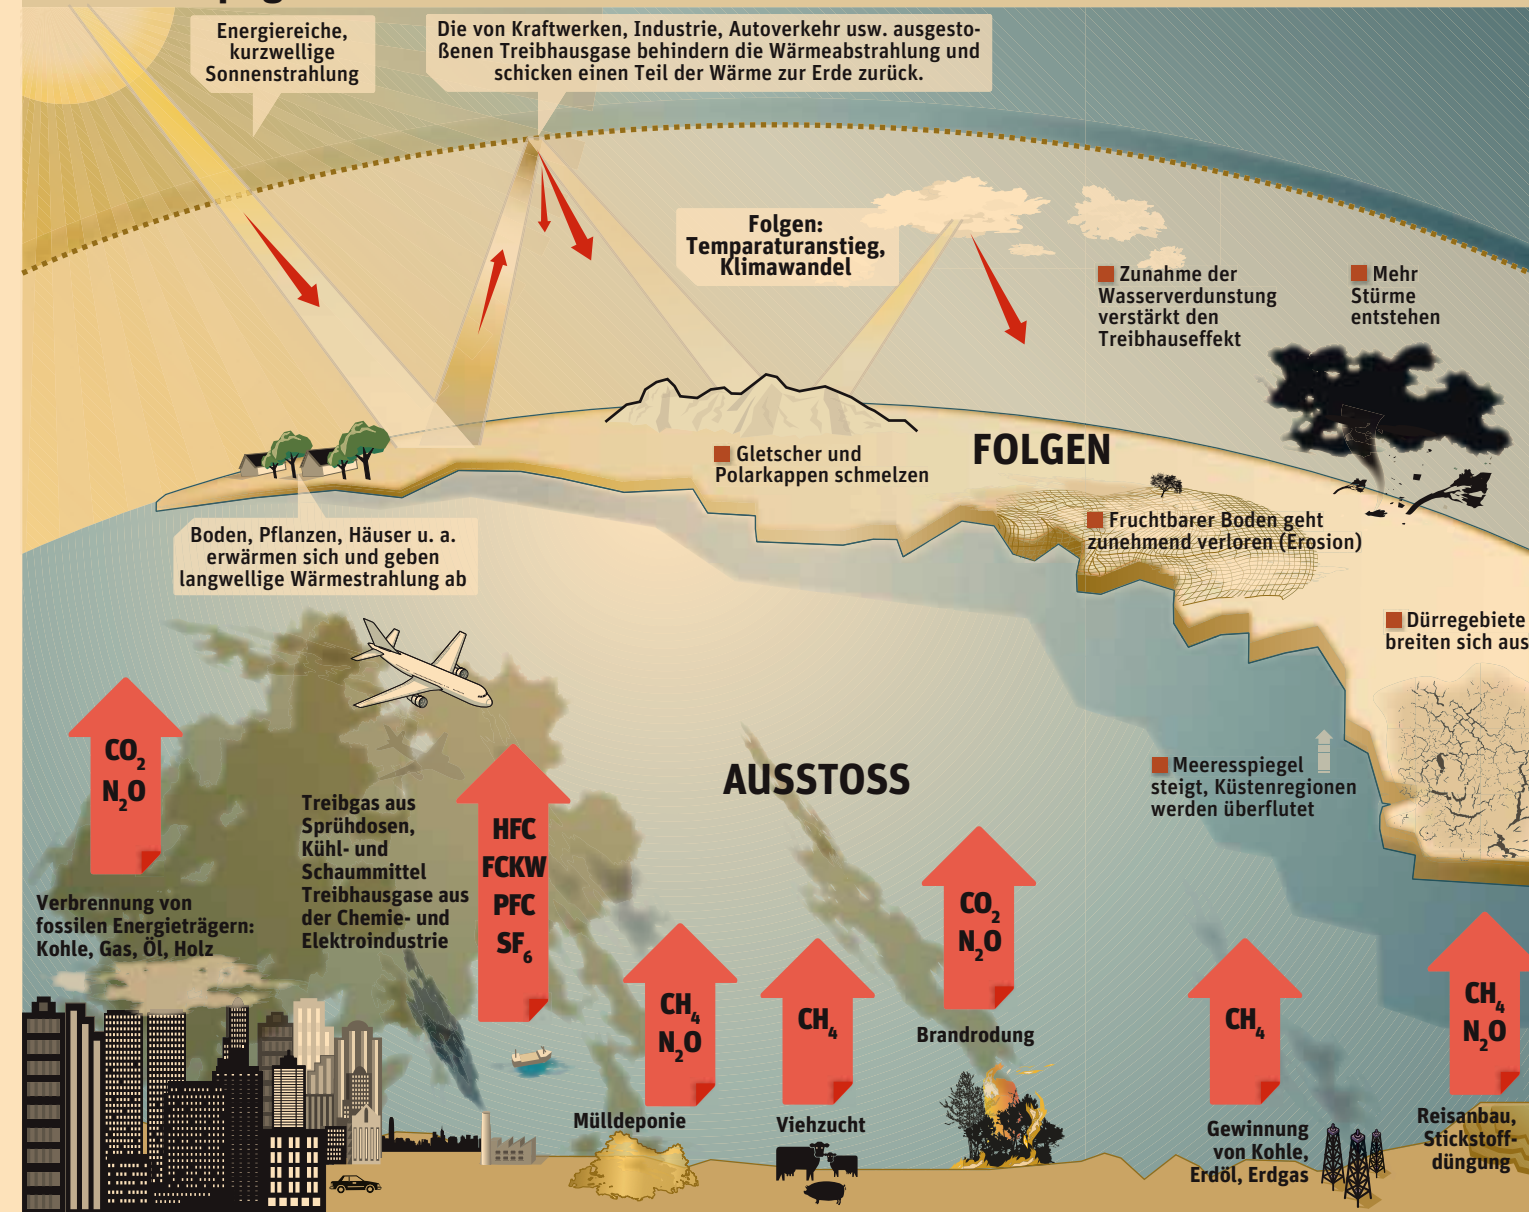 Energiereiche,
kurzwellige
Sonnenstrahlung
Die von Kraftwerken, Industrie, Autoverkehr usw. ausgesto-
ßenen Treibhausgase behindern die Wärmeabstrahlung und
schicken einen Teil der Wärme zur Erde zurück.
Folgen:
Temparaturanstieg,
Klimawandel
Zunahme der
Wasserverdunstung
verstärkt den
Treibhauseffekt
Mehr
Stürme
entstehen
Gletscher und
Polarkappen schmelzen
FOLGEN
Fruchtbarer Boden geht
zunehmend verloren (Erosion)
Boden, Pflanzen, Häuser u. a.
erwärmen sich und geben
langwellige Wärmestrahlung ab
Dürregebiete
breiten sich aus
Meeresspiegel
steigt, Küstenregionen
werden überflutet
AUSSTOSS
CO₂
N₂O
Verbrennung von
fossilen Energieträgern:
Kohle, Gas, Öl, Holz
Treibgas aus
Sprühdosen,
Kühl- und
Schaummittel
Treibhausgase aus
der Chemie- und
Elektroindustrie
HFC
FCKW
PFC
SF₆
CH₄
N₂O
Mülldeponie
CH₄
Viehzucht
CO₂
N₂O
Brandrodung
CH₄
Gewinnung
von Kohle,
Erdöl, Erdgas
CH₄
N₂O
Reisanbau,
Stickstoff-
düngung